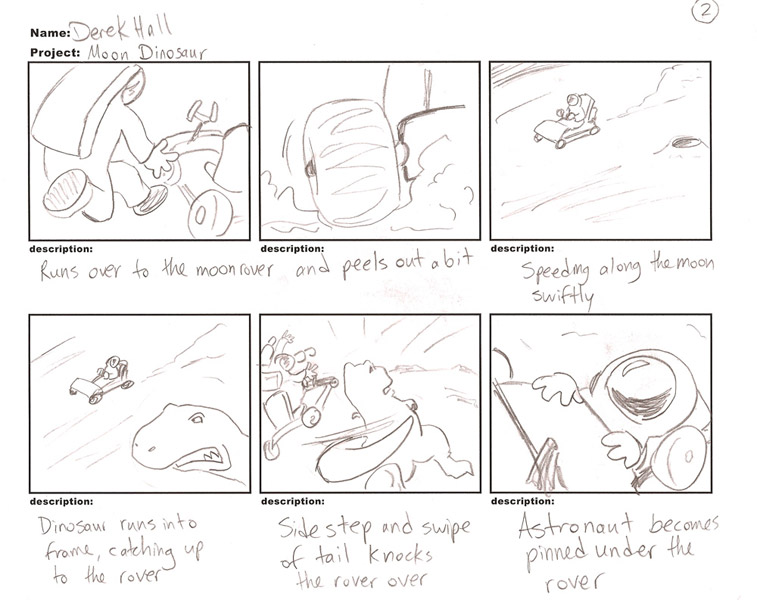 2
Name: Derek Hall
Project: Moon Dinosaur
description:
description:
description:
Runs over to the moonrover
and peels out a bit
Speeding along the moon
swiftly
description:
description:
description:
Dinosaur runs into
frame, catching up
to the rover
Side step and swipe
of tail knocks
the rover over
Astronaut becomes
pinned under the
rover